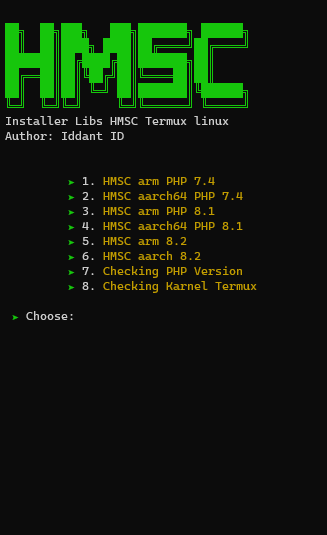 HMSC
Installer Libs HMSC Termux linux
Author: Iddant ID
➤ 1. HMSC arm PHP 7.4
➤ 2. HMSC aarch64 PHP 7.4
➤ 3. HMSC arm PHP 8.1
➤ 4. HMSC aarch64 PHP 8.1
➤ 5. HMSC arm 8.2
➤ 6. HMSC aarch 8.2
➤ 7. Checking PHP Version
➤ 8. Checking Karnel Termux
➤ Choose: